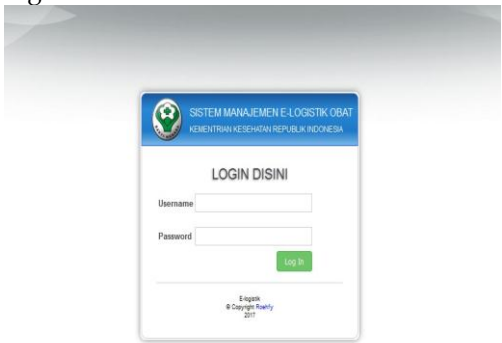 SISTEM MANAJEMEN E-LOGISTIK OBAT
KEMENTRIAN KESEHATAN REPUBLIK INDONESIA
LOGIN DISINI
Username
Password
Log In
E-logistik
© Copyright
2017